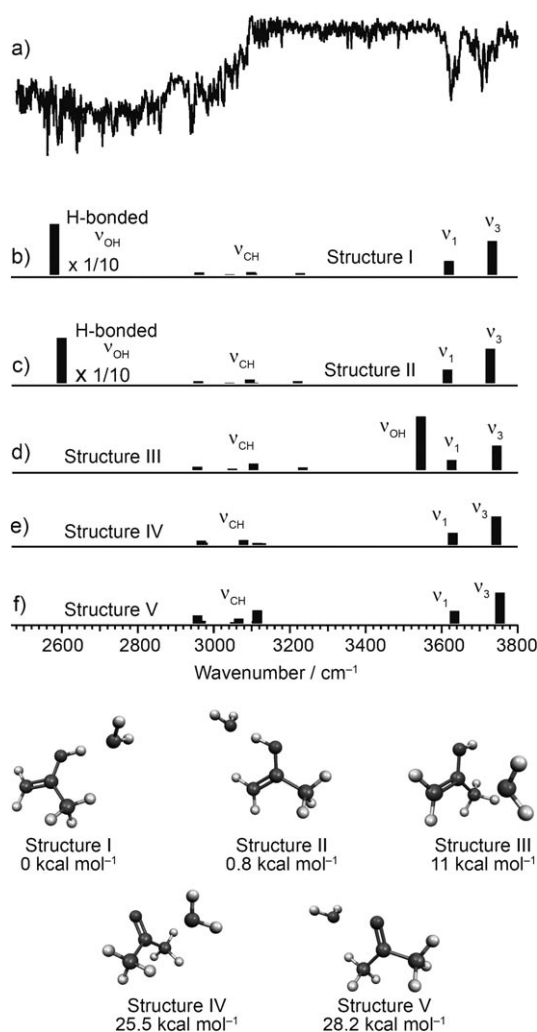 a)
b)
H-bonded
νOH
x 1/10
νCH
Structure I
ν1
ν3
c)
H-bonded
νOH
x 1/10
νCH
Structure II
ν1
ν3
d)
Structure III
νCH
νOH
ν1
ν3
e)
Structure IV
νCH
ν1
ν3
f)
Structure V
νCH
ν1
ν3
2600 2800 3000 3200 3400 3600 3800
Wavenumber / cm⁻¹
Structure I
0 kcal mol⁻¹
Structure II
0.8 kcal mol⁻¹
Structure III
11 kcal mol⁻¹
Structure IV
25.5 kcal mol⁻¹
Structure V
28.2 kcal mol⁻¹